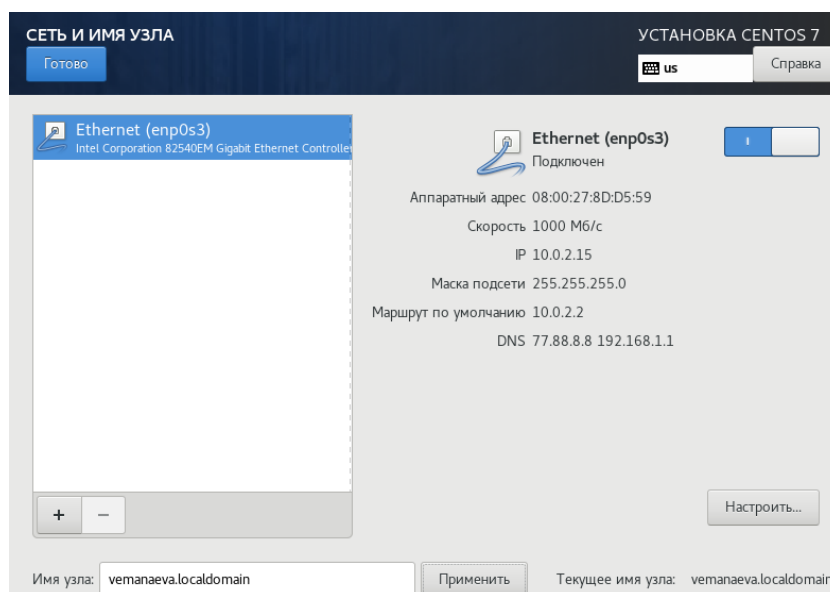 СЕТЬ И ИМЯ УЗЛА
УСТАНОВКА CENTOS 7
Готово
us
Справка
Ethernet (enp0s3)
Intel Corporation 82540EM Gigabit Ethernet Controller
Ethernet (enp0s3)
Подключен
Аппаратный адрес 08:00:27:8D:D5:59
Скорость 1000 Мб/с
IP 10.0.2.15
Маска подсети 255.255.255.0
Маршрут по умолчанию 10.0.2.2
DNS 77.88.8.8 192.168.1.1
+ −
Настроить...
Имя узла: vemanaeva.localdomain
Применить
Текущее имя узла: vemanaeva.localdomain